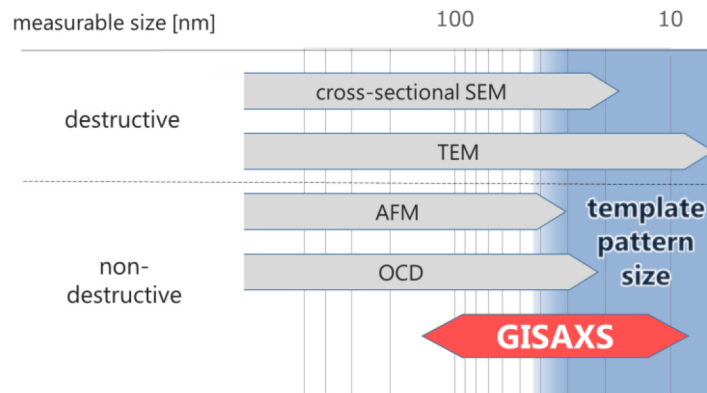 measurable size [nm] 100 10
destructive
cross-sectional SEM
TEM
non-
destructive
AFM
OCD
GISAXS
template
pattern
size